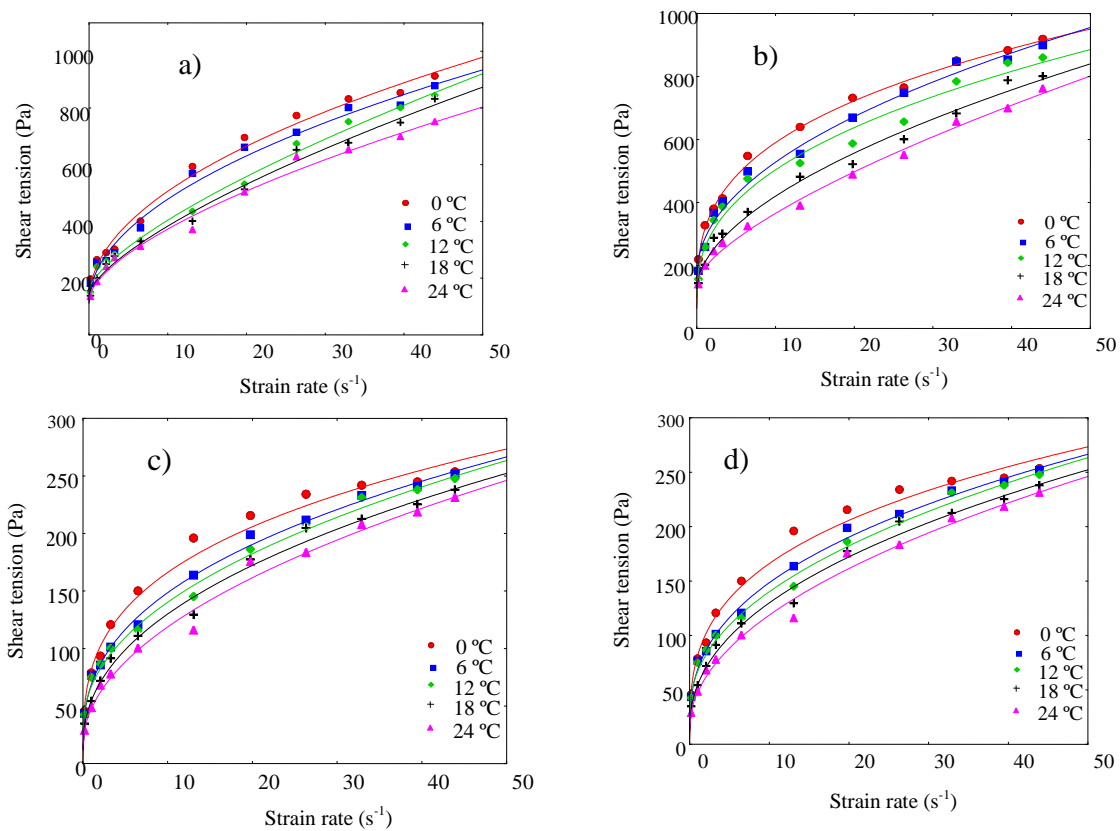 a)
1000
800
600
400
200
0
Shear tension (Pa)
0 ºC
6 ºC
12 ºC
18 ºC
24 ºC
0 10 20 30 40 50
Strain rate (s-1)
b)
1000
800
600
400
200
0
Shear tension (Pa)
0 ºC
6 ºC
12 ºC
18 ºC
24 ºC
0 10 20 30 40 50
Strain rate (s-1)
c)
300
250
200
150
100
50
0
Shear tension (Pa)
0 ºC
6 ºC
12 ºC
18 ºC
24 ºC
0 10 20 30 40 50
Strain rate (s-1)
d)
300
250
200
150
100
50
0
Shear tension (Pa)
0 ºC
6 ºC
12 ºC
18 ºC
24 ºC
0 10 20 30 40 50
Strain rate (s-1)